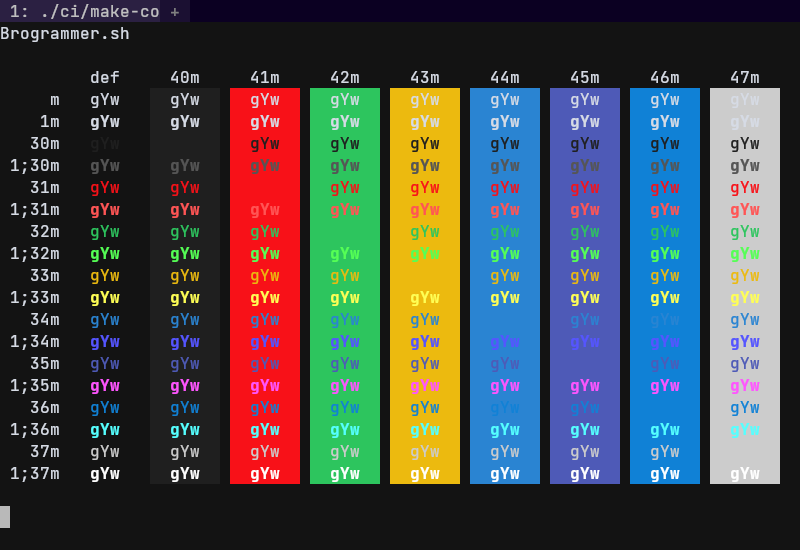 1: ./ci/make-co +
Brogrammer.sh
def 40m 41m 42m 43m 44m 45m 46m 47m
m gYw gYw gYw gYw gYw gYw gYw gYw gYw
1m gYw gYw gYw gYw gYw gYw gYw gYw gYw
30m gYw gYw gYw gYw gYw gYw gYw gYw
1;30m gYw gYw gYw gYw gYw gYw gYw gYw gYw
31m gYw gYw gYw gYw gYw gYw gYw gYw
1;31m gYw gYw gYw gYw gYw gYw gYw gYw gYw
32m gYw gYw gYw gYw gYw gYw gYw gYw
1;32m gYw gYw gYw gYw gYw gYw gYw gYw gYw
33m gYw gYw gYw gYw gYw gYw gYw gYw
1;33m gYw gYw gYw gYw gYw gYw gYw gYw gYw
34m gYw gYw gYw gYw gYw gYw gYw gYw
1;34m gYw gYw gYw gYw gYw gYw gYw gYw gYw
35m gYw gYw gYw gYw gYw gYw gYw gYw
1;35m gYw gYw gYw gYw gYw gYw gYw gYw gYw
36m gYw gYw gYw gYw gYw gYw gYw gYw
1;36m gYw gYw gYw gYw gYw gYw gYw gYw gYw
37m gYw gYw gYw gYw gYw gYw gYw gYw
1;37m gYw gYw gYw gYw gYw gYw gYw gYw gYw